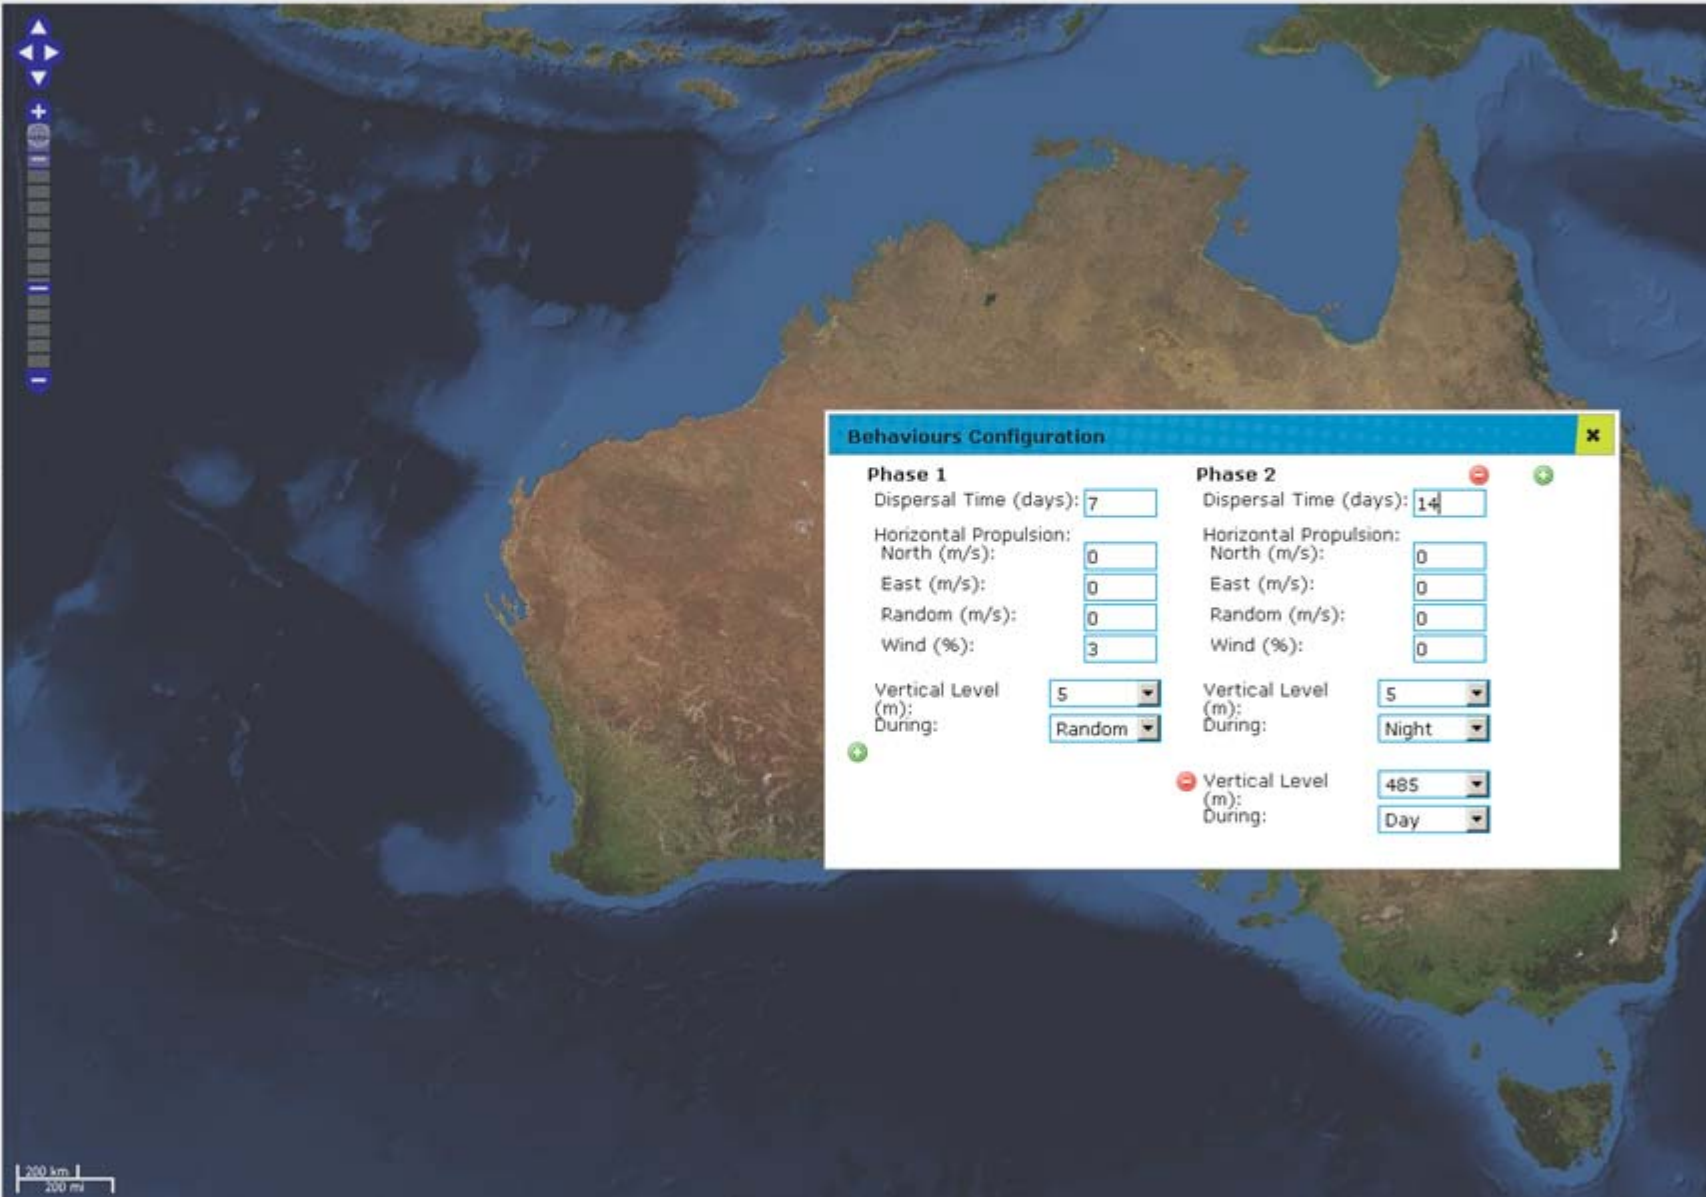 Behaviours Configuration
Phase 1
Dispersal Time (days): 7
Horizontal Propulsion:
North (m/s): 0
East (m/s): 0
Random (m/s): 0
Wind (%): 3
Vertical Level
(m): 5
During: Random
Phase 2
Dispersal Time (days): 14
Horizontal Propulsion:
North (m/s): 0
East (m/s): 0
Random (m/s): 0
Wind (%): 0
Vertical Level
(m): 5
During: Night
Vertical Level
(m): 485
During: Day
200 km
200 mi